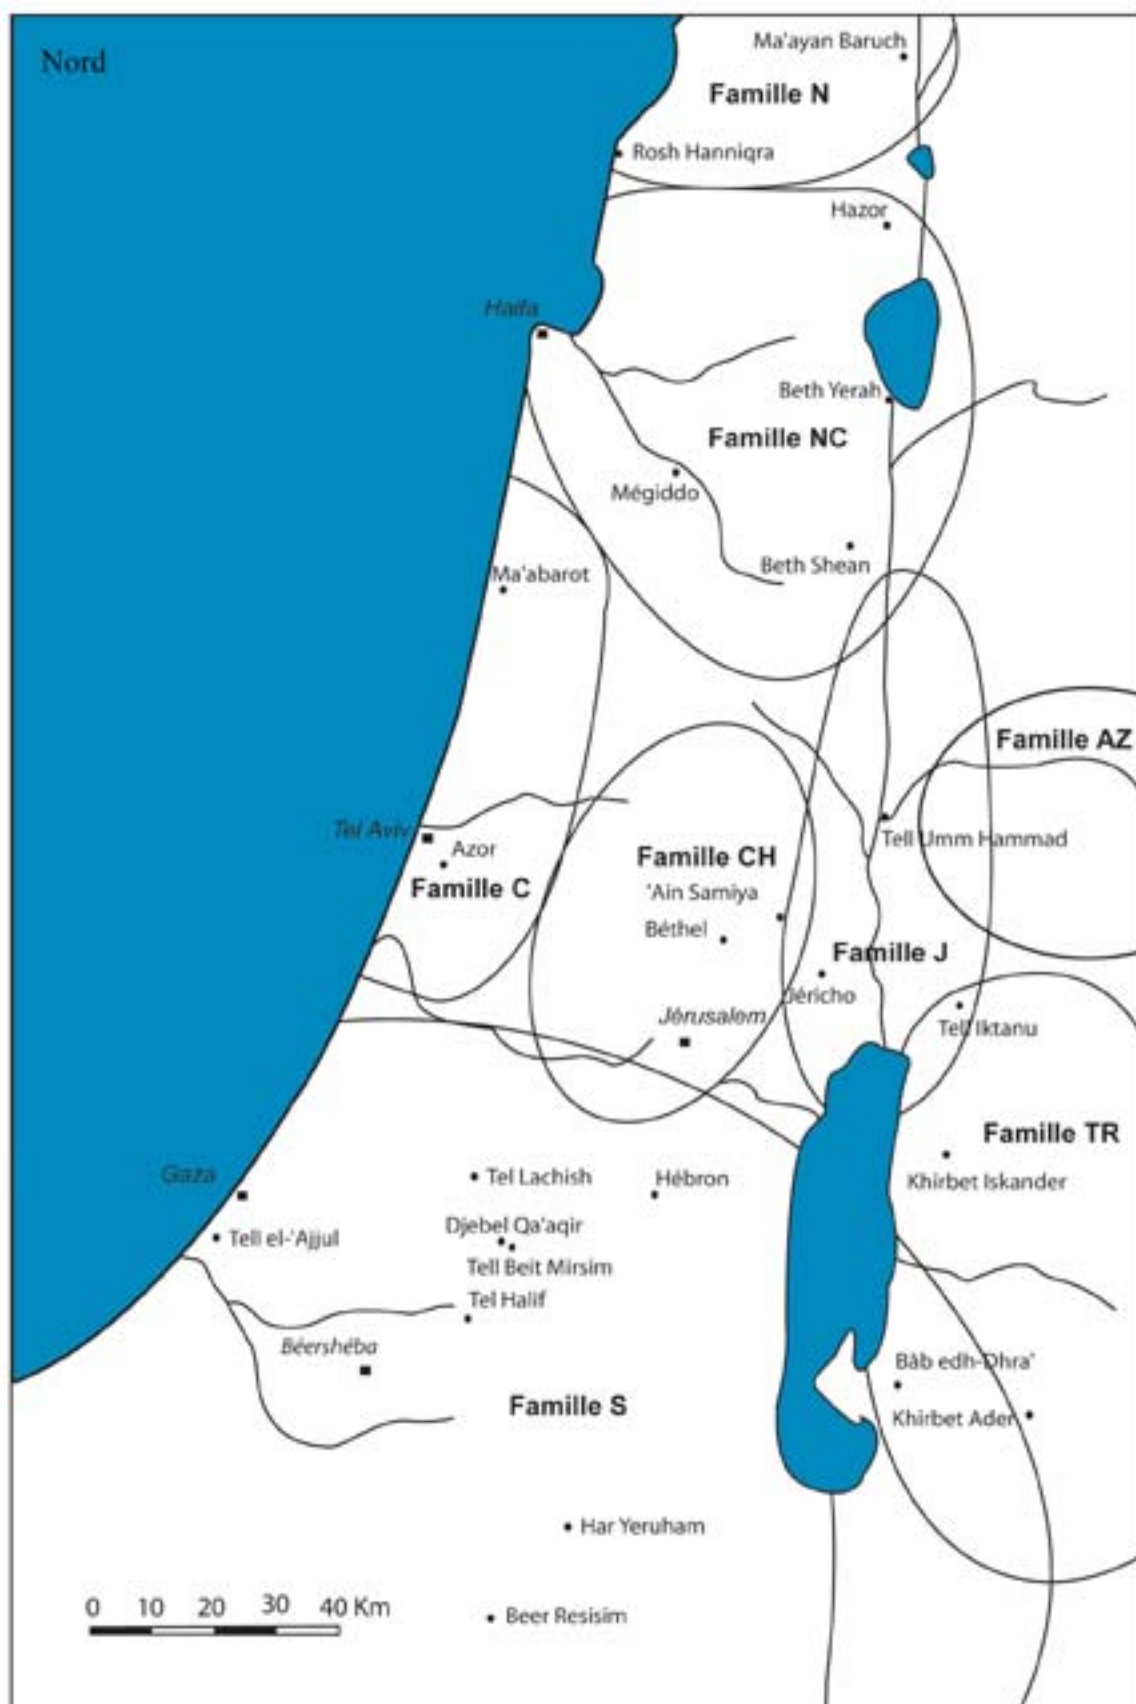 Nord
Ma'ayan Baruch
Famille N
Rosh Hanniqra
Hazor
Haifa
Beth Yerah
Famille NC
Mégiddo
Beth Shean
Ma'abarot
Famille AZ
Tel Aviv
Tell Umm Hammad
Azor
Famille CH
Famille C
'Ain Samiya
Béthel
Famille J
Jéricho
Jérusalem
Tell Iktanu
Famille TR
Gaza
Tel Lachish
Hébron
Khirbet Iskander
Djebel Qa'aqir
Tell el-'Ajjul
Tell Beit Mirsim
Tel Halif
Béershéba
Bâb edh-Dhra'
Famille S
Khirbet Ader
Har Yeruham
0 10 20 30 40 Km
Beer Resisim